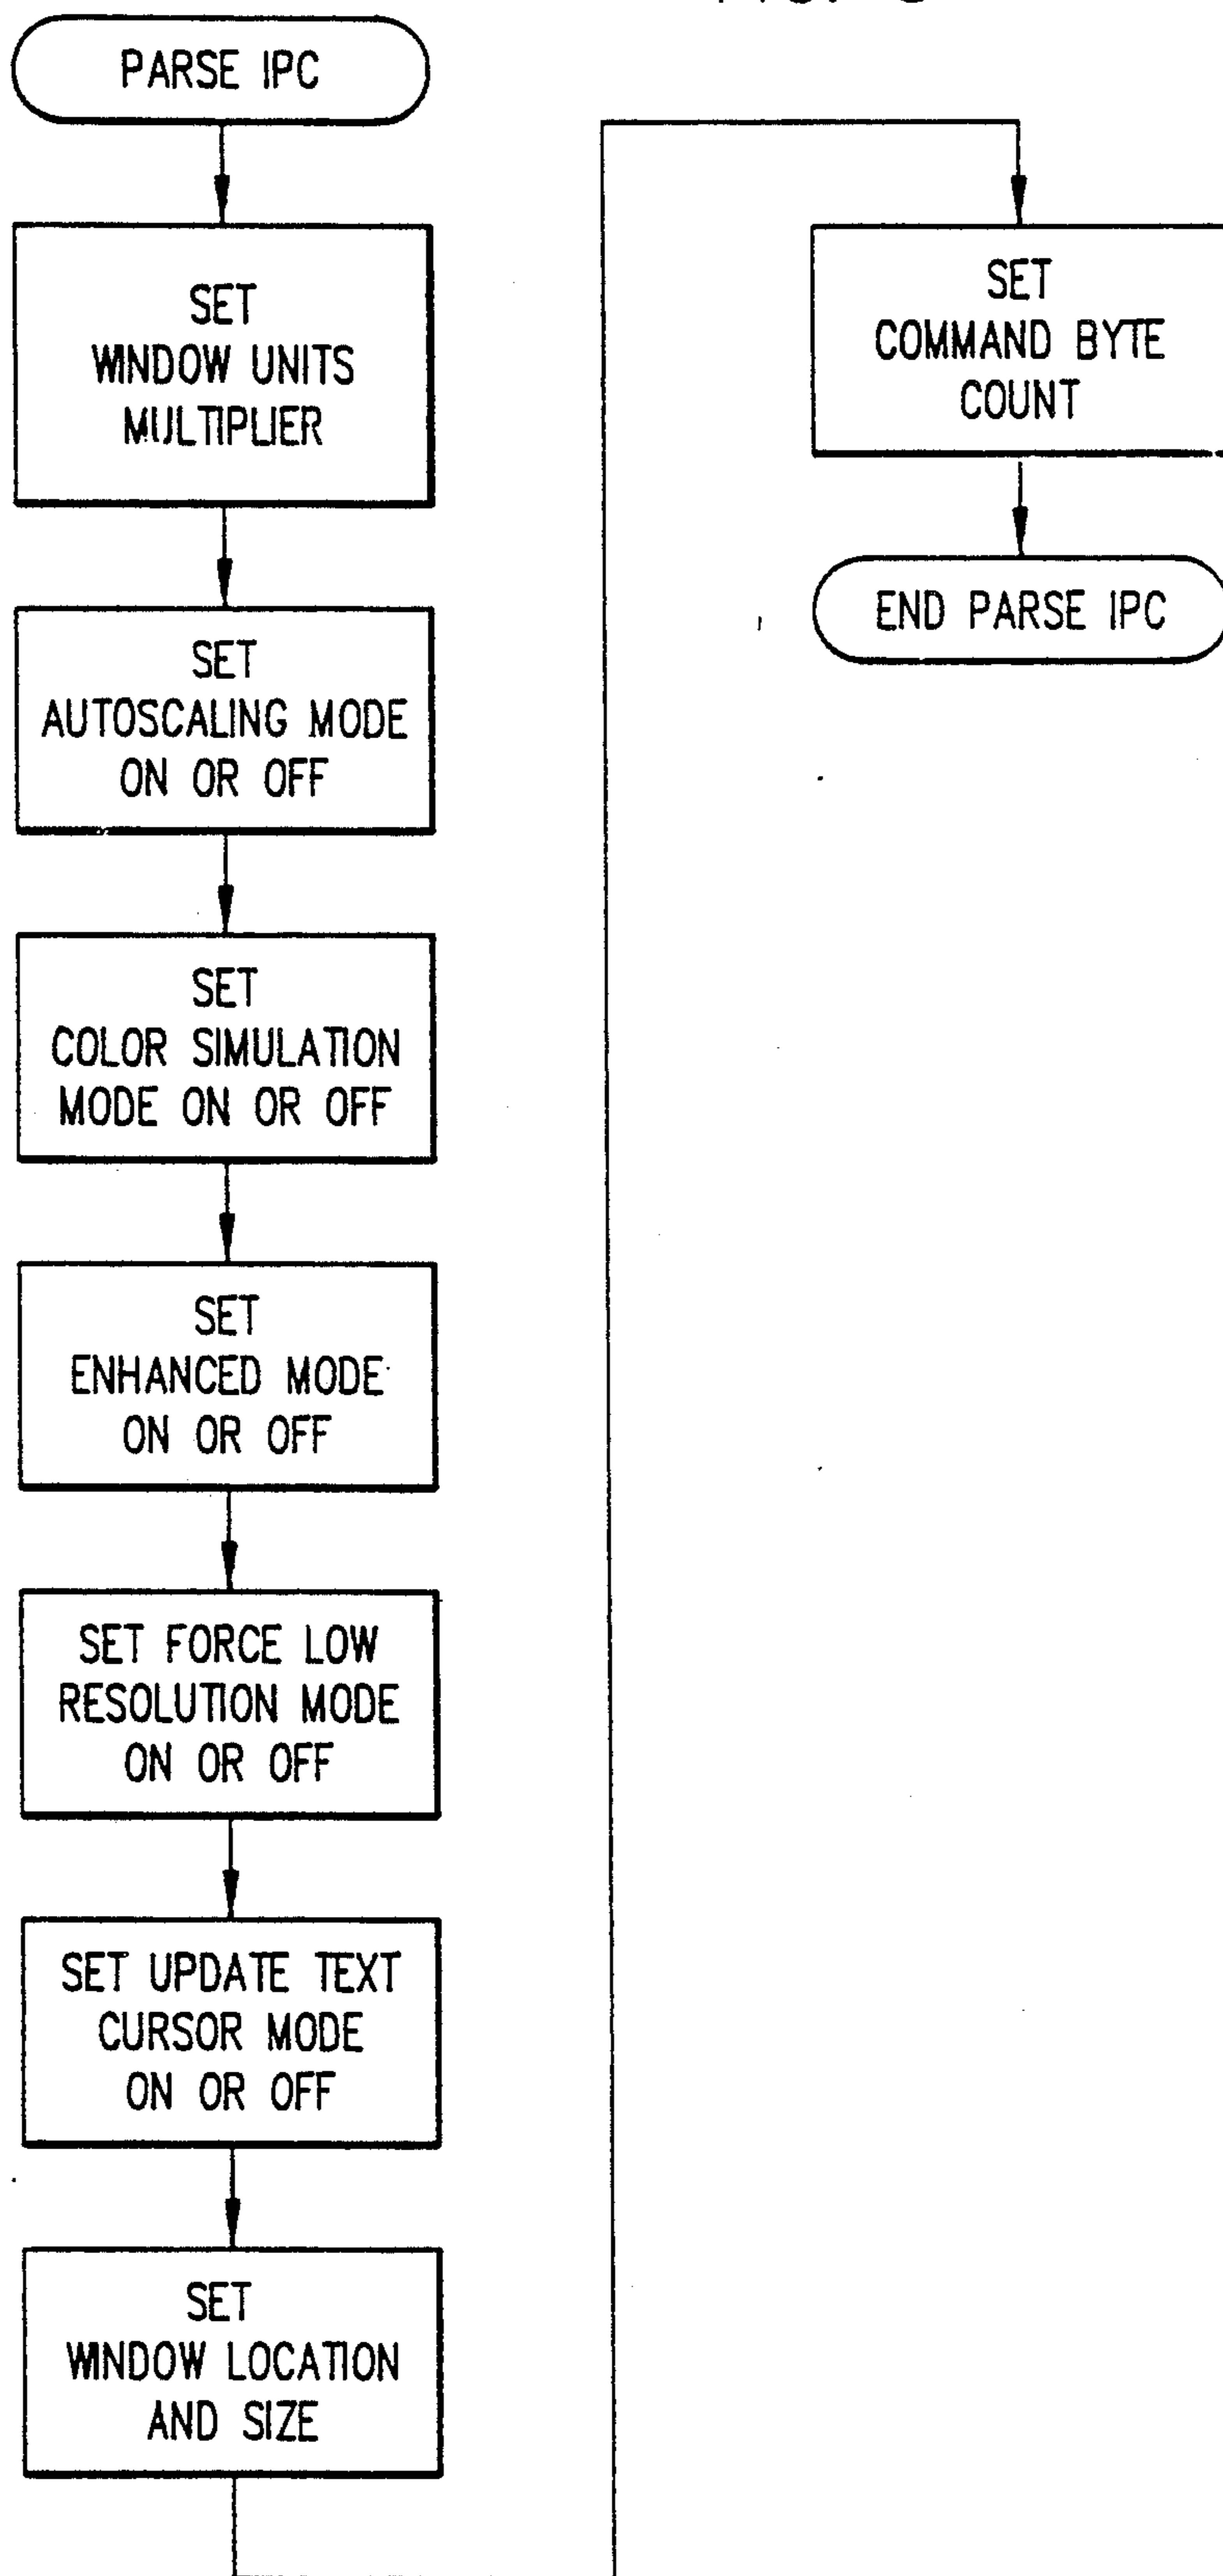 PARSE IPC
SET
WINDOW UNITS
MULTIPLIER
SET
AUTOSCALING MODE
ON OR OFF
SET
COLOR SIMULATION
MODE ON OR OFF
SET
ENHANCED MODE
ON OR OFF
SET FORCE LOW
RESOLUTION MODE
ON OR OFF
SET UPDATE TEXT
CURSOR MODE
ON OR OFF
SET
WINDOW LOCATION
AND SIZE
SET
COMMAND BYTE
COUNT
END PARSE IPC